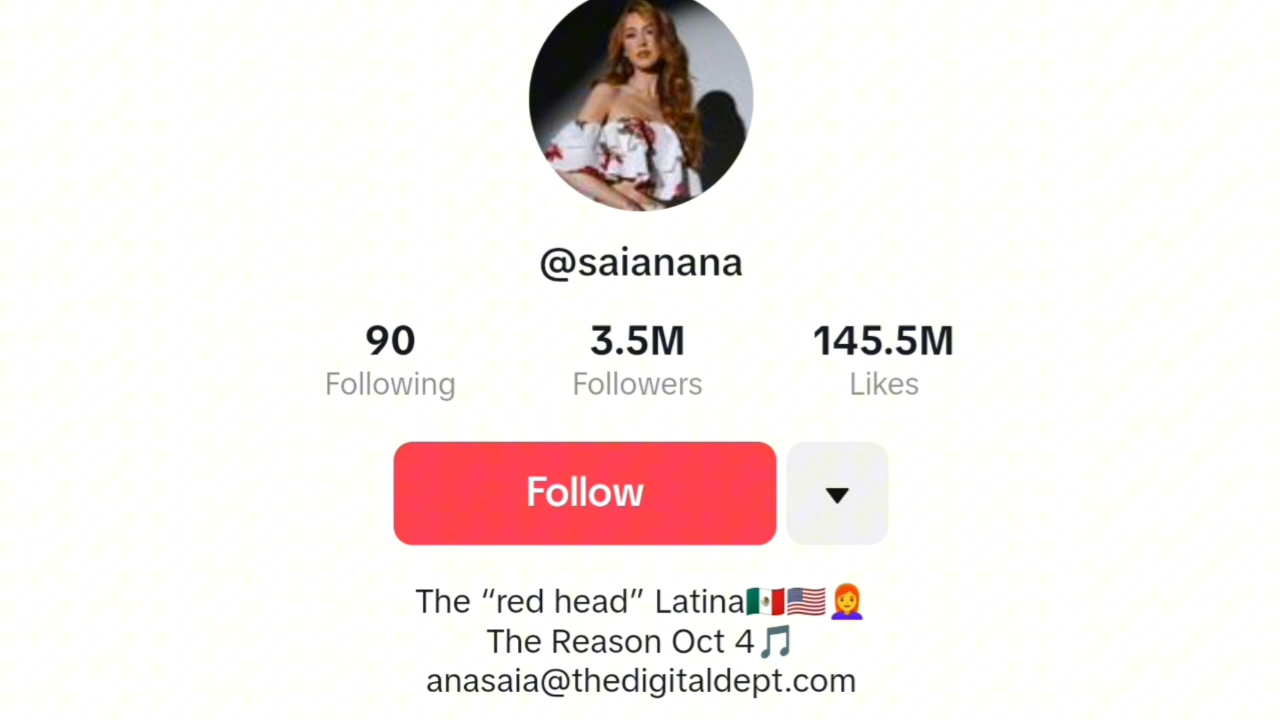 @saianana
90 3.5M 145.5M
Following Followers Likes
Follow
The “red head” Latina🇲🇽🇺🇸👩‍🦰
The Reason Oct 4🎵
anasaia@thedigitaldept.com